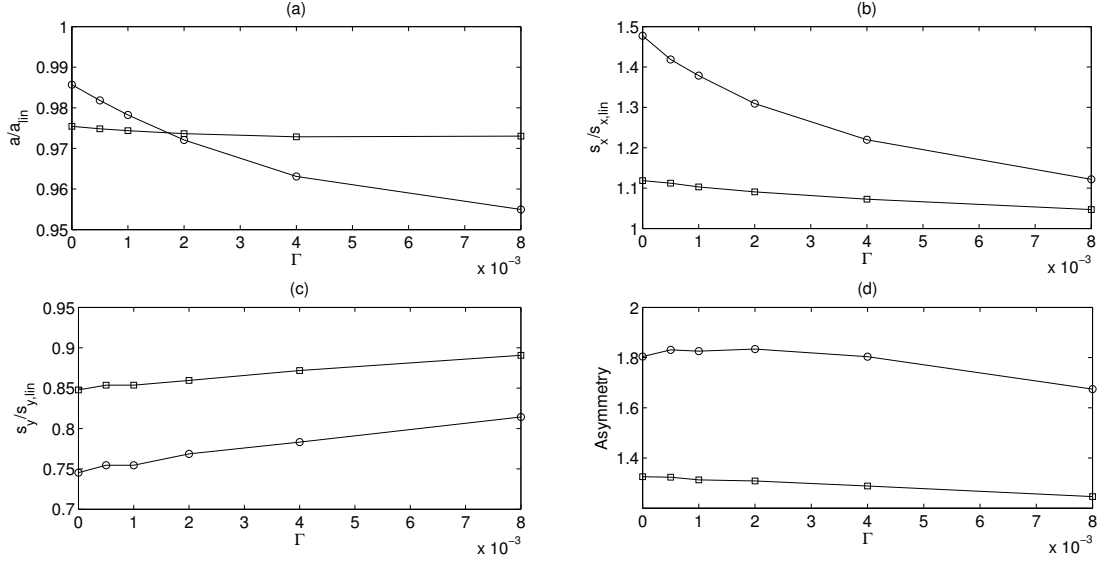 (a)
1
0.99
0.98
0.97
0.96
0.95
a/a_lin
0 1 2 3 4 5 6 7 8
Γ
x 10^-3
(b)
1.5
1.4
1.3
1.2
1.1
1
s_x/s_x,lin
0 1 2 3 4 5 6 7 8
Γ
x 10^-3
(c)
0.95
0.9
0.85
0.8
0.75
0.7
s_y/s_y,lin
0 1 2 3 4 5 6 7 8
Γ
x 10^-3
(d)
2
1.8
1.6
1.4
Asymmetry
0 1 2 3 4 5 6 7 8
Γ
x 10^-3